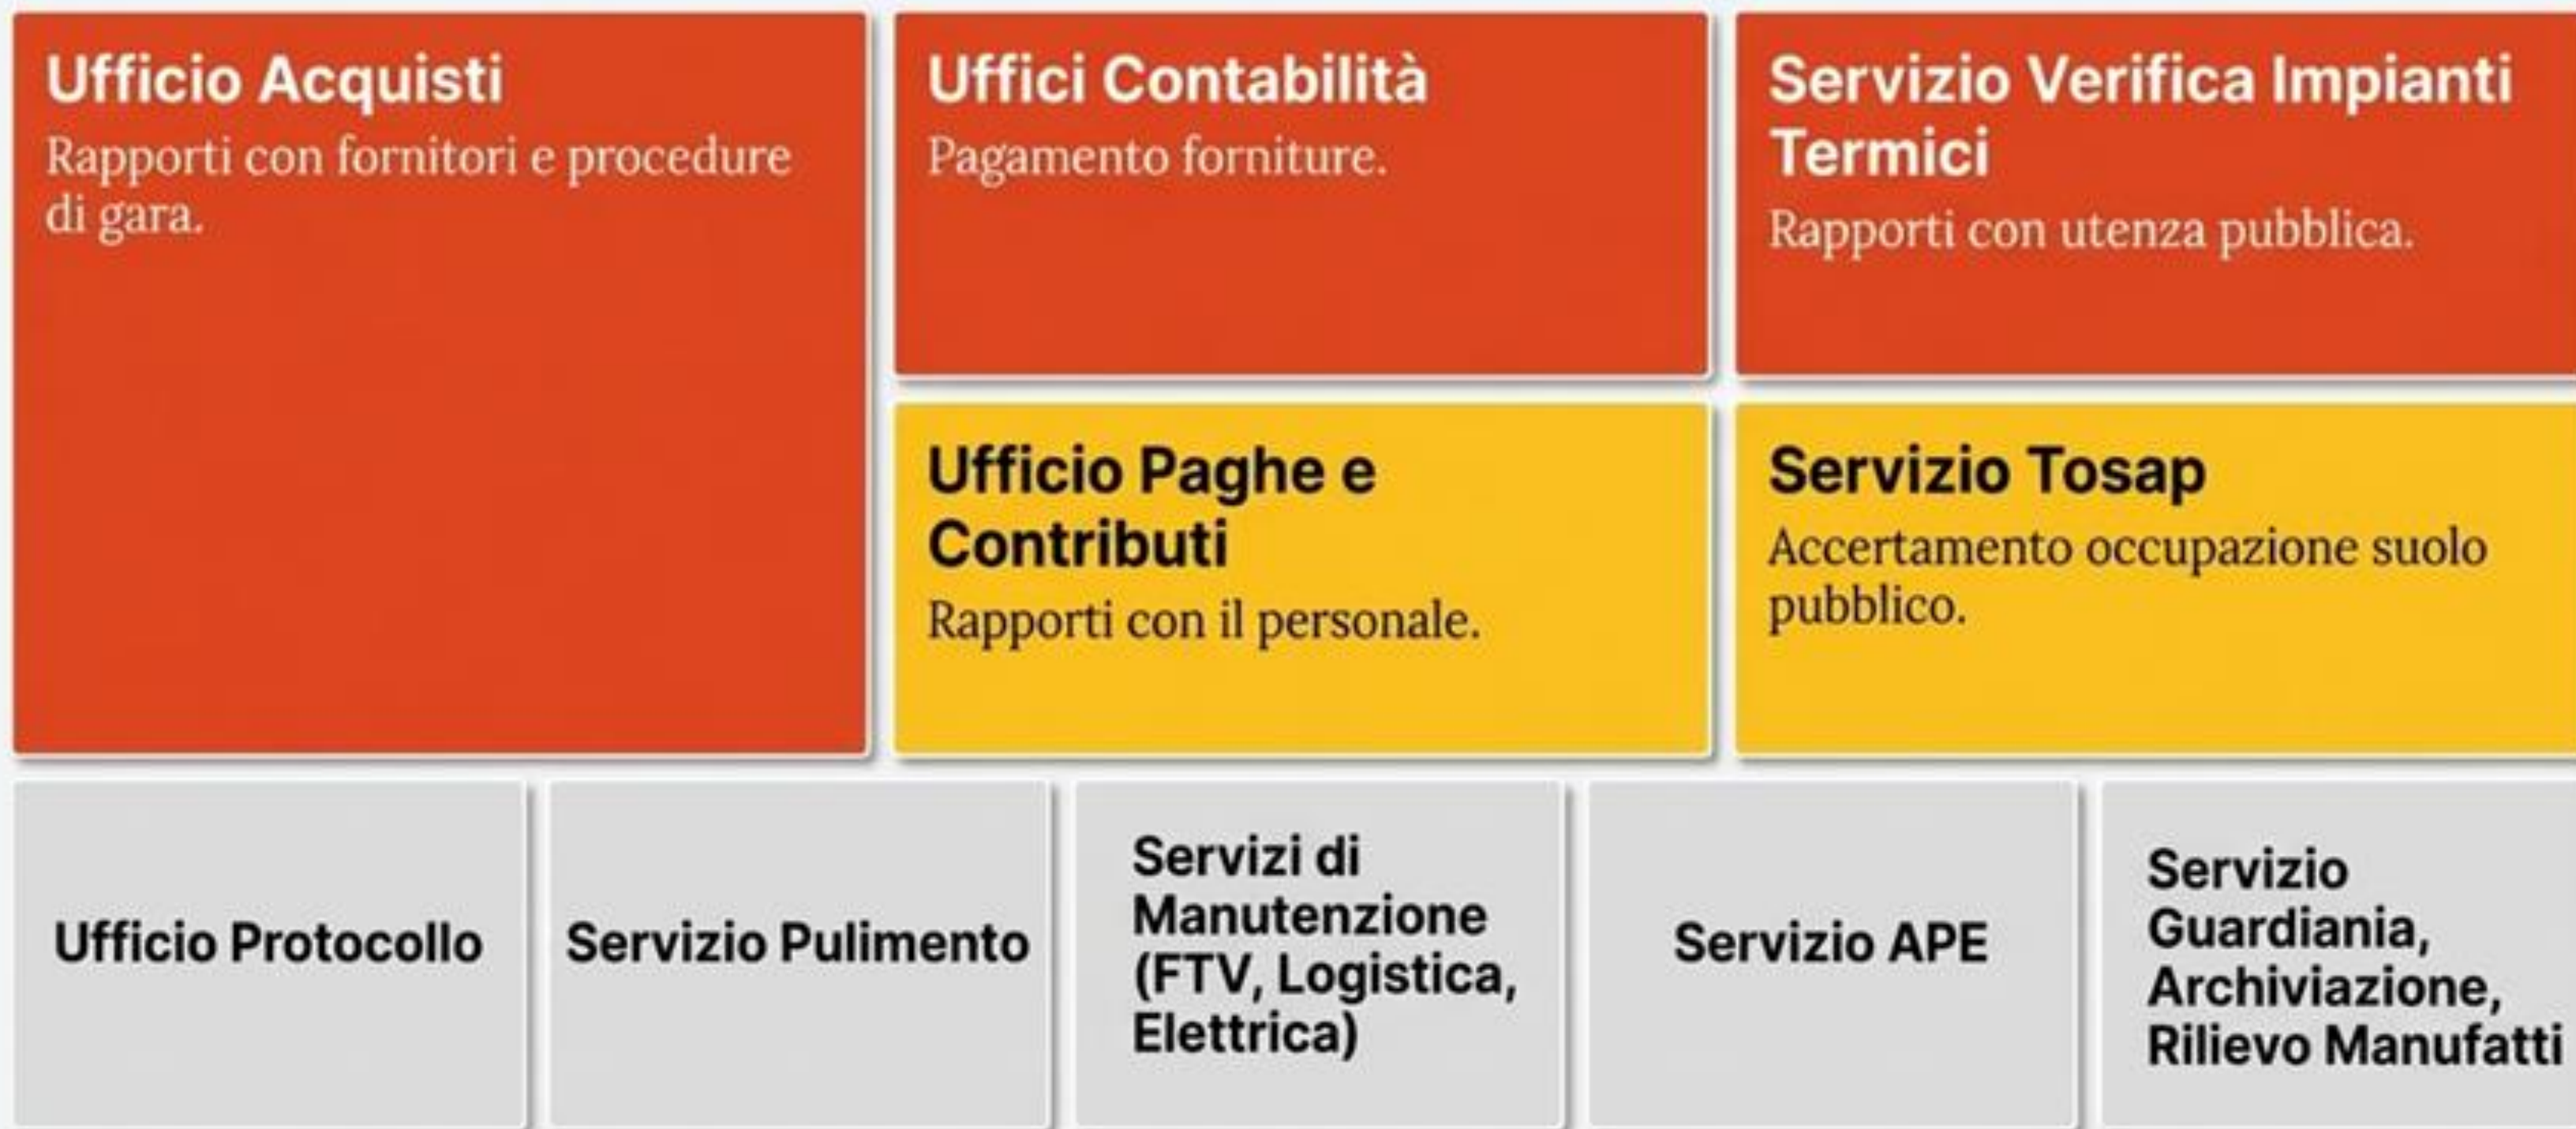 Ufficio Acquisti
Rapporti con fornitori e procedure
di gara.
Uffici Contabilità
Pagamento forniture.
Servizio Verifica Impianti
Termici
Rapporti con utenza pubblica.
Ufficio Paghe e
Contributi
Rapporti con il personale.
Servizio Tosap
Accertamento occupazione suolo
pubblico.
Ufficio Protocollo
Servizio Pulimento
Servizi di
Manutenzione
(FTV, Logistica,
Elettrica)
Servizio APE
Servizio
Guardiania,
Archiviazione,
Rilievo Manufatti